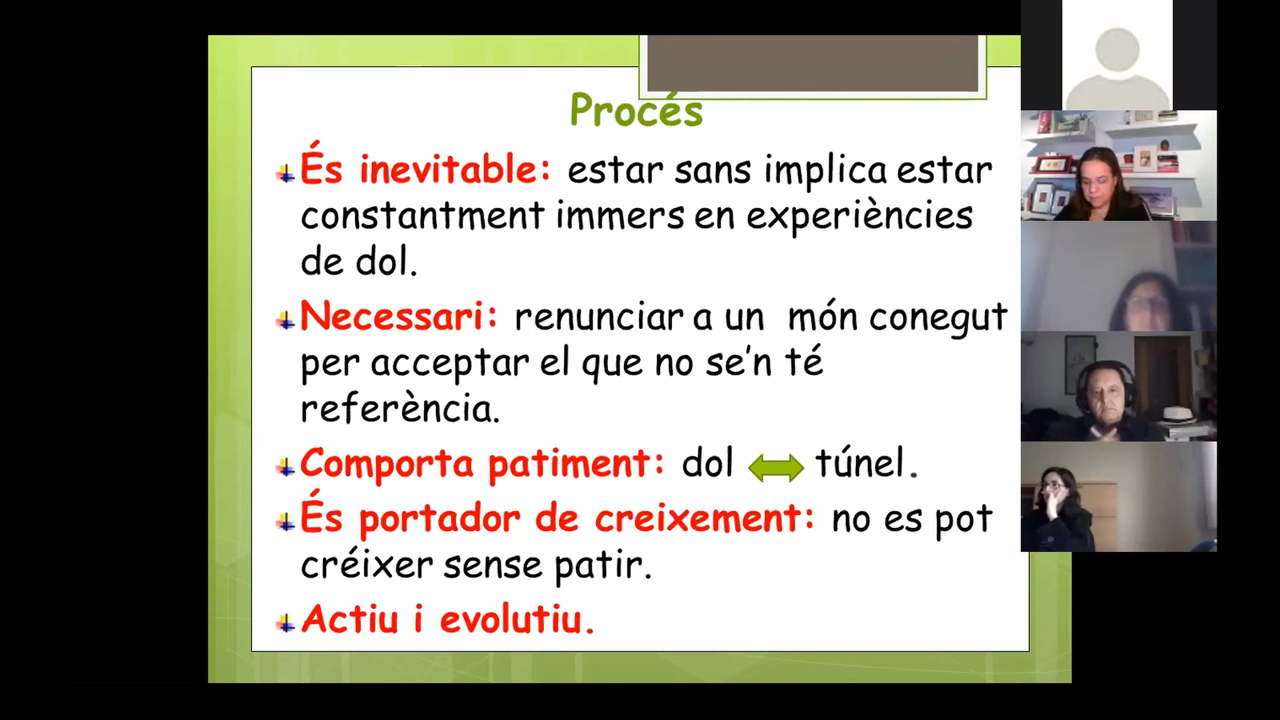 Procés
És inevitable: estar sans implica estar
constantment immers en experiències
de dol.
Necessari: renunciar a un  món conegut
per acceptar el que no se’n té
referència.
Comporta patiment: dol túnel.
És portador de creixement: no es pot
créixer sense patir.
Actiu i evolutiu.